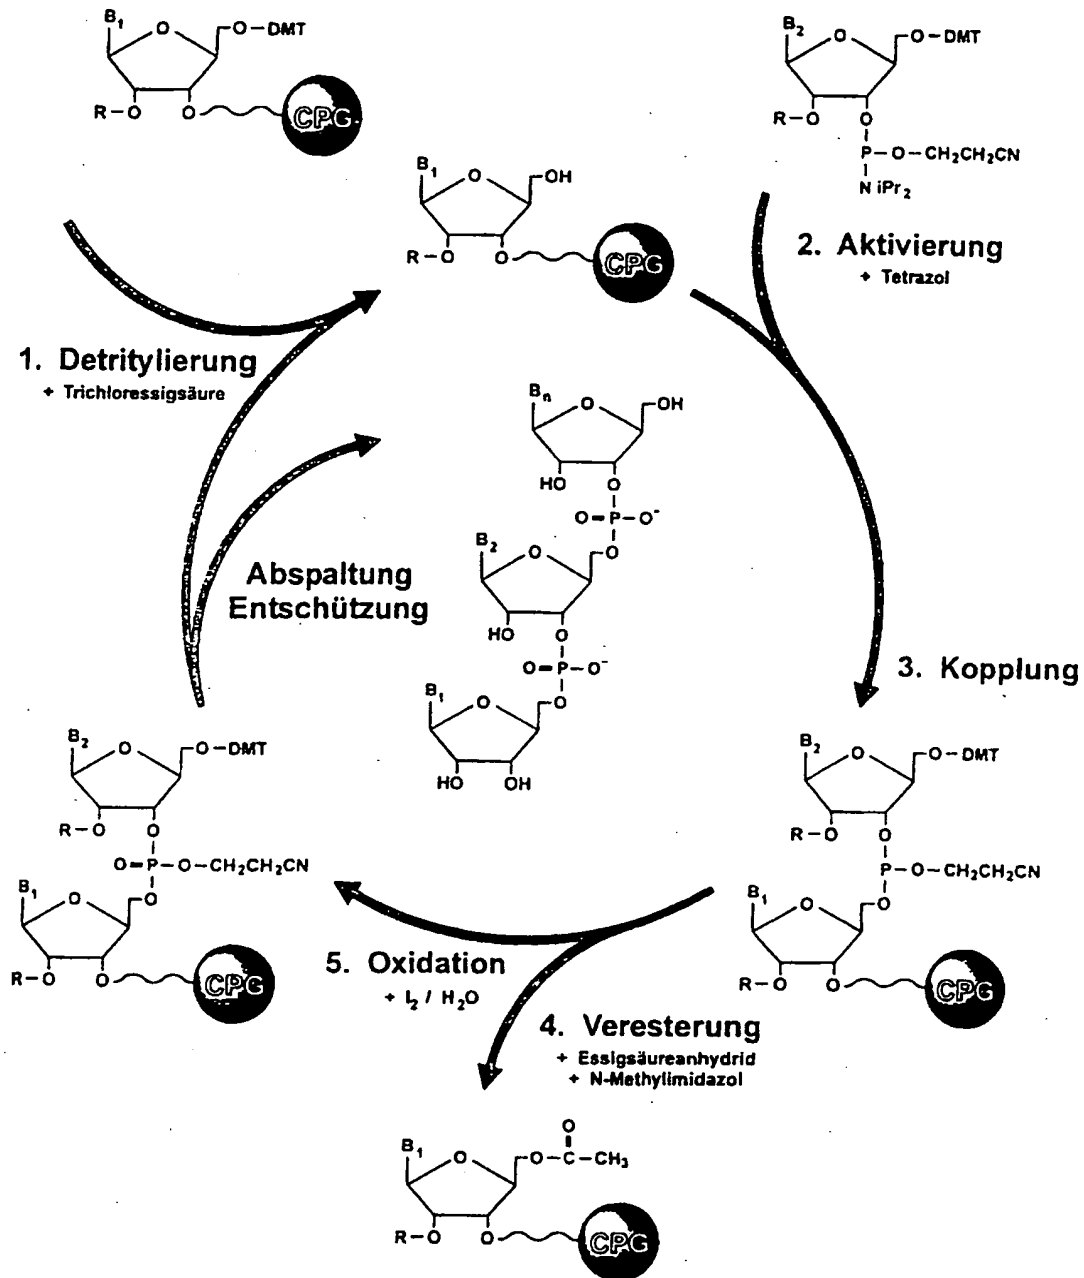 B1
O
O-DMT
R-O
O
CPG
B2
O
O-DMT
R-O
O
P-O-CH2CH2CN
N iPr2
B1
O
OH
R-O
O
CPG
2. Aktivierung
+ Tetrazol
1. Detritylierung
+ Trichloressigsäure
Bn
O
OH
HO
O
O=P-O-
O
B2
O
HO
O
O=P-O-
O
B1
O
HO
OH
Abspaltung
Entschützung
3. Kopplung
B2
O
O-DMT
R-O
O
O=P-O-CH2CH2CN
O
B1
O
R-O
O
CPG
B2
O
O-DMT
R-O
O
P-O-CH2CH2CN
O
B1
O
R-O
O
CPG
5. Oxidation
+ I2 / H2O
4. Veresterung
+ Essigsäureanhydrid
+ N-Methylimidazol
B1
O
O
O-C-CH3
R-O
O
CPG